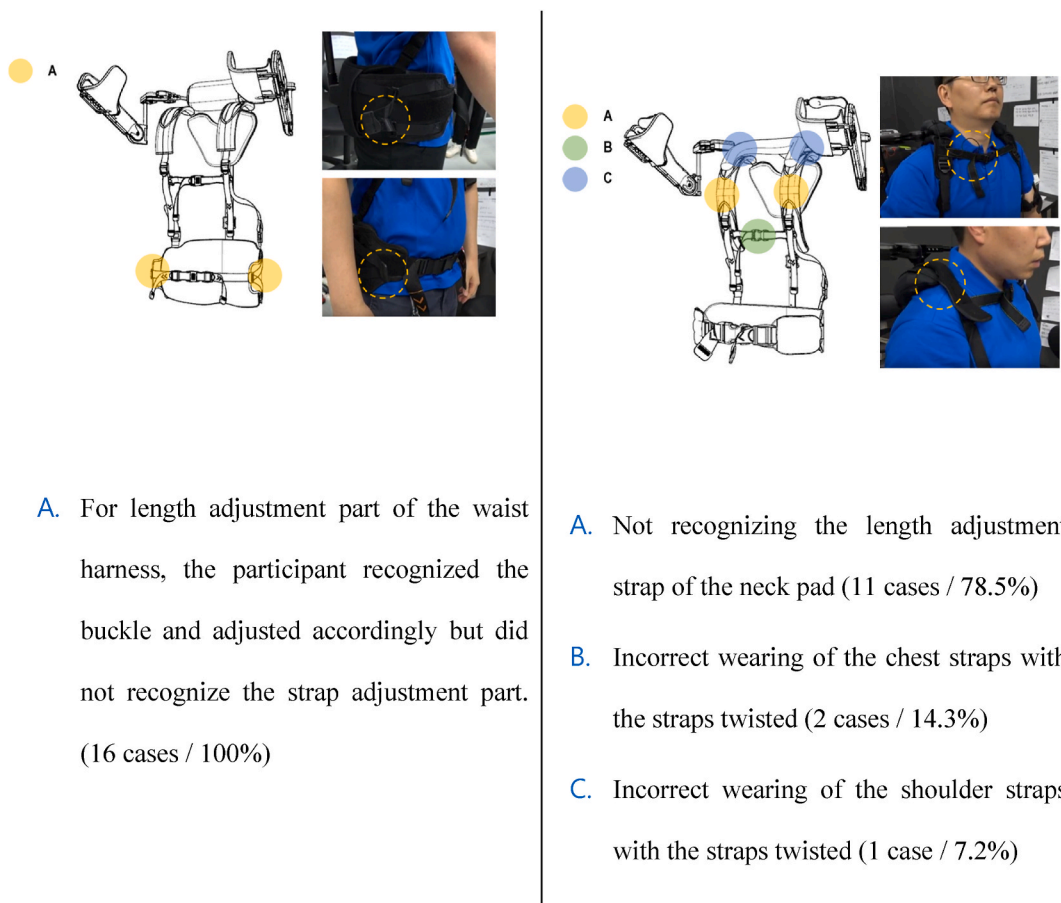 A
A. For length adjustment part of the waist
harness, the participant recognized the
buckle and adjusted accordingly but did
not recognize the strap adjustment part.
(16 cases / 100%)
A
B
C
A. Not recognizing the length adjustment
strap of the neck pad (11 cases / 78.5%)
B. Incorrect wearing of the chest straps with
the straps twisted (2 cases / 14.3%)
C. Incorrect wearing of the shoulder straps
with the straps twisted (1 case / 7.2%)